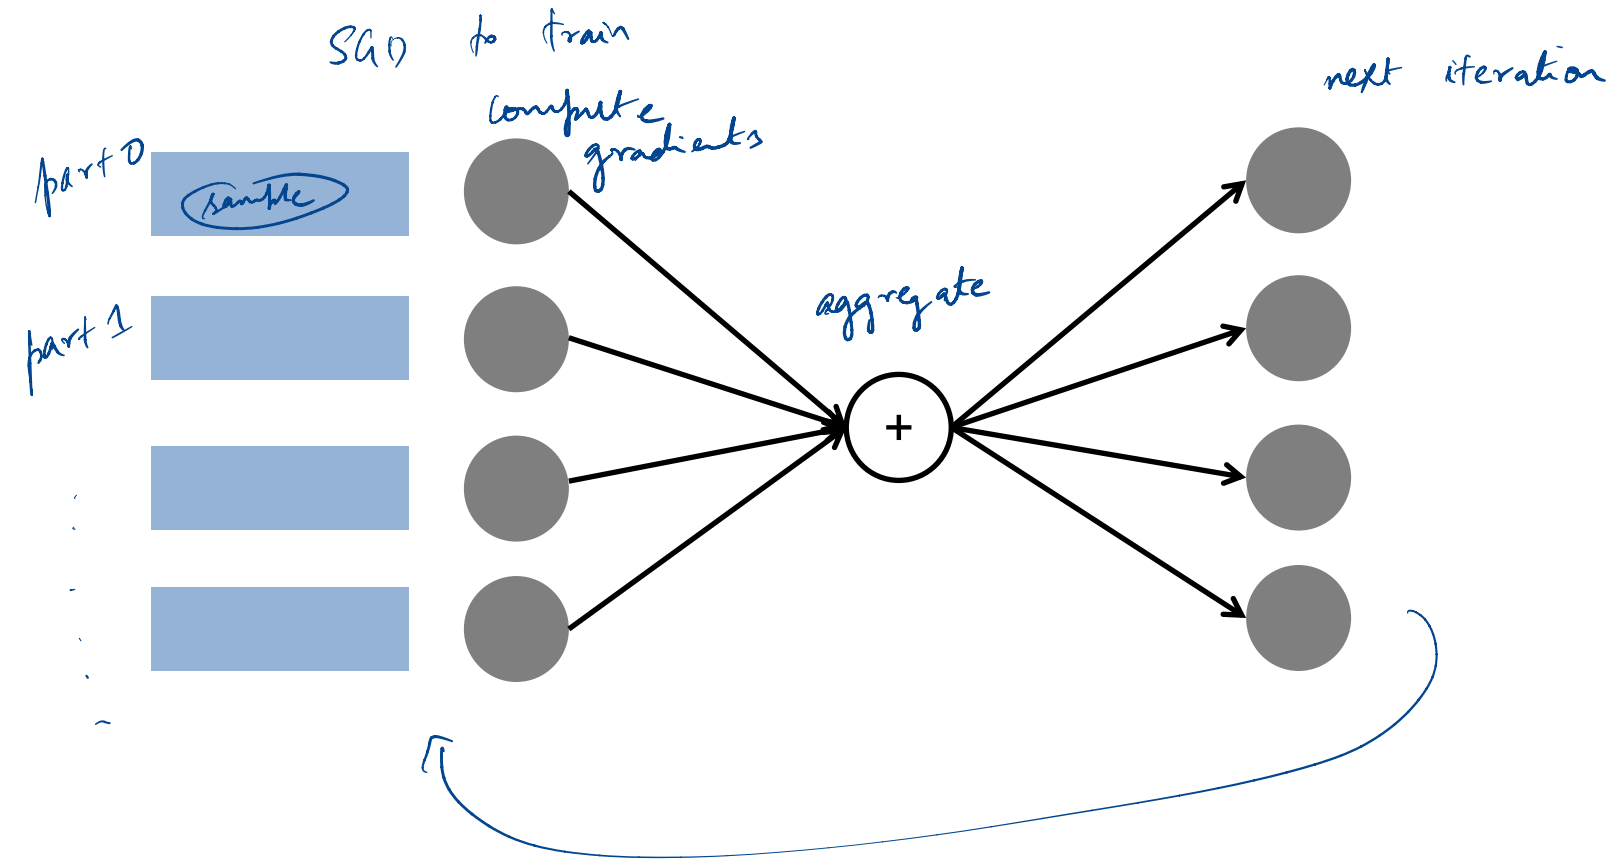 SGD to train
next iteration
compute
gradients
part 0
sample
aggregate
part 1
+